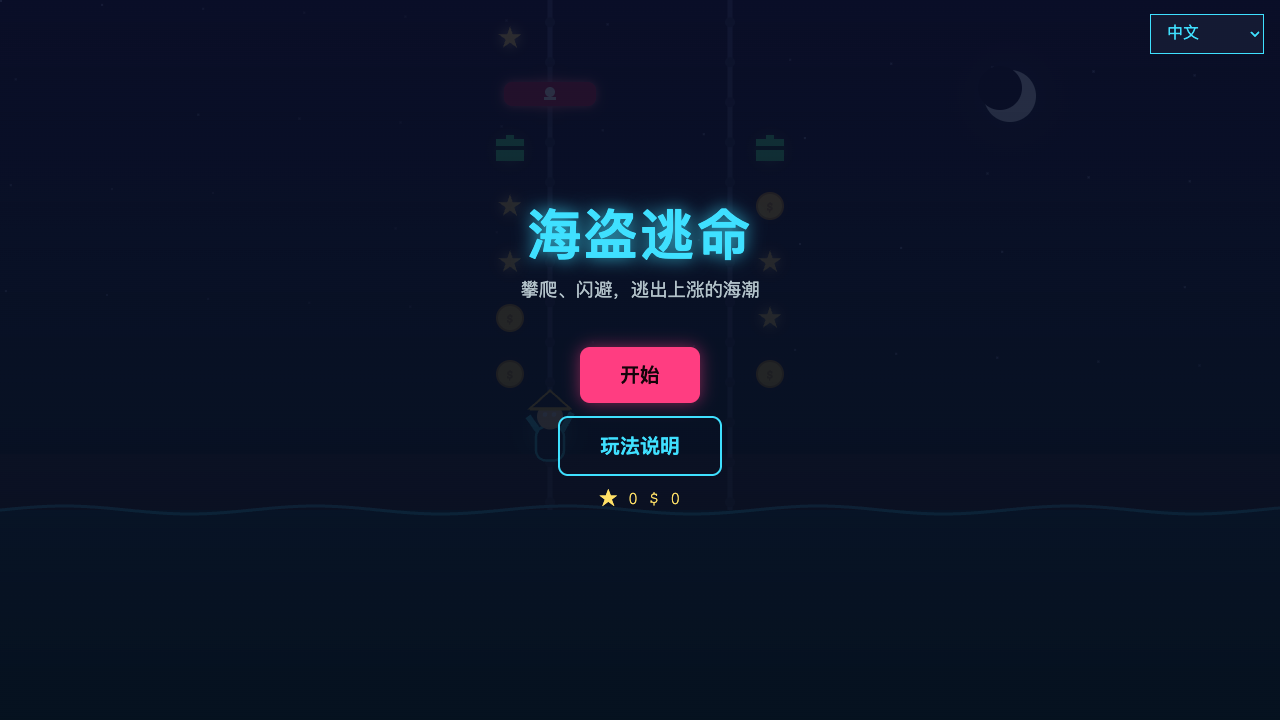 中文
海盗逃命
攀爬、闪避，逃出上涨的海潮
开始
玩法说明
★ 0 $ 0